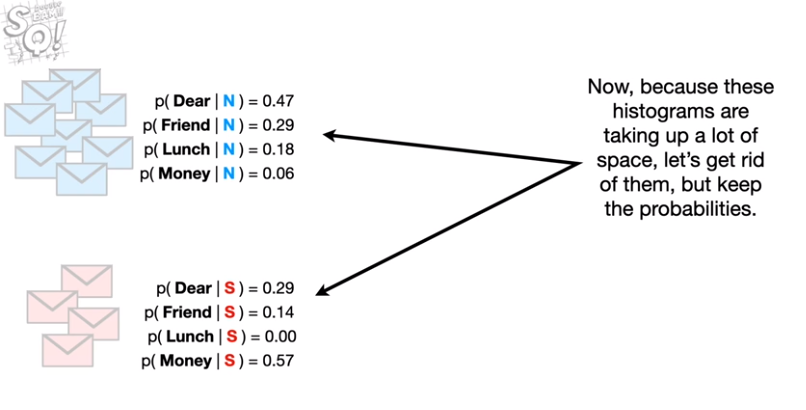 p( Dear | N ) = 0.47
p( Friend | N ) = 0.29
p( Lunch | N ) = 0.18
p( Money | N ) = 0.06
p( Dear | S ) = 0.29
p( Friend | S ) = 0.14
p( Lunch | S ) = 0.00
p( Money | S ) = 0.57
Now, because these
histograms are
taking up a lot of
space, let’s get rid
of them, but keep
the probabilities.